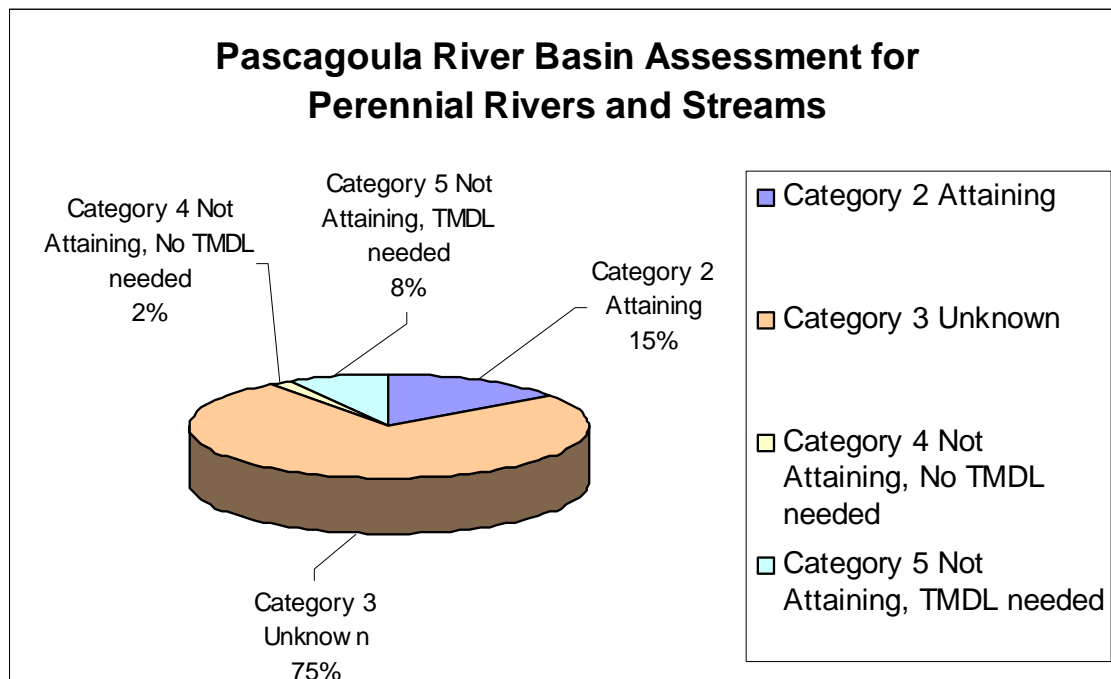 Pascagoula River Basin Assessment for
Perennial Rivers and Streams
Category 4 Not
Attaining, No TMDL
needed
2%
Category 5 Not
Attaining, TMDL
needed
8%
Category 2
Attaining
15%
Category 3
Unknow n
75%
Category 2 Attaining
Category 3 Unknown
Category 4 Not
Attaining, No TMDL
needed
Category 5 Not
Attaining, TMDL needed